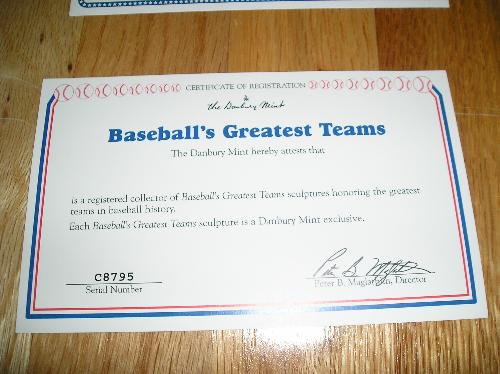 CERTIFICATE OF REGISTRATION
the Danbury Mint
Baseball's Greatest Teams
The Danbury Mint hereby attests that
is a registered collector of Baseball's Greatest Teams sculptures honoring the greatest
teams in baseball history.
Each Baseball's Greatest Teams sculpture is a Danbury Mint exclusive.
C8795
Serial Number
Peter B. Maglathlin, Director